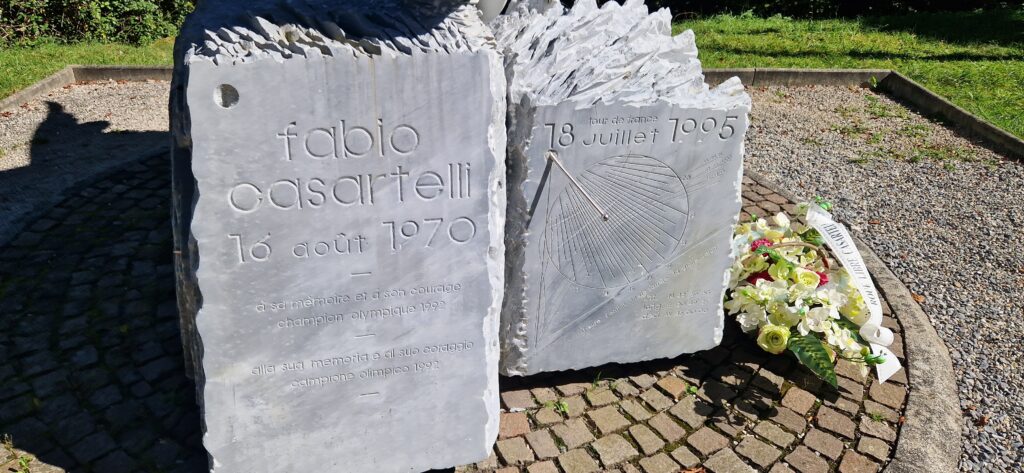 fabio
casartelli
16 août 1970
à sa mémoire et à son courage
champion olympique 1992
alla sua memoria e al suo coraggio
campione olimpico 1992
tour de france
18 juillet 1995